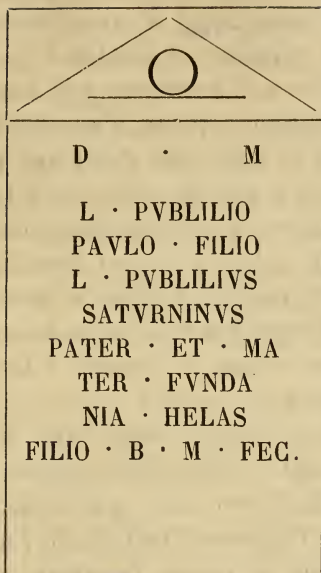 D · M
L · PVBLILIO
PAVLO · FILIO
L · PVBLILIVS
SATVRNINVS
PATER · ET · MA
TER · FVNDA
NIA · HELAS
FILIO · B · M · FEC.